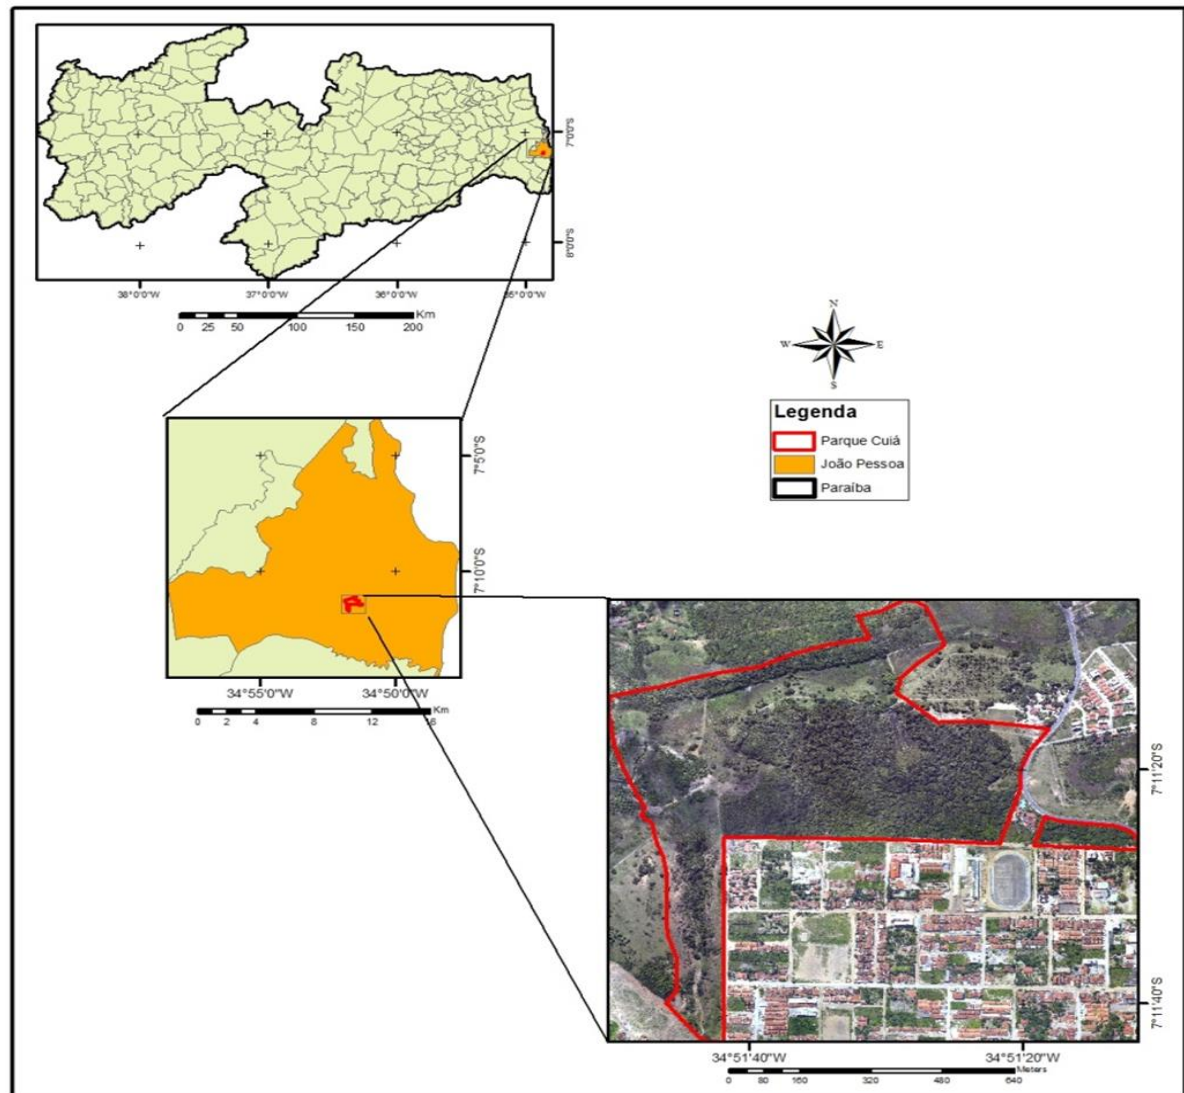 7°0'0"S
8°0'0"S
38°0'0"W 37°0'0"W 36°0'0"W 35°0'0"W
0 25 50 100 150 200 Km
N
W E
S
Legenda
Parque Cuiá
João Pessoa
Paraíba
7°5'0"S
7°10'0"S
34°55'0"W 34°50'0"W
0 2 4 8 12 16 Km
7°11'20"S
7°11'40"S
34°51'40"W 34°51'20"W
0 80 160 320 480 640 Meters